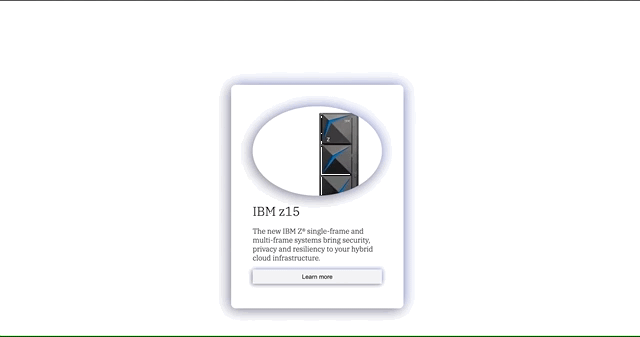 Z
IBM z15
The new IBM Z® single-frame and
multi-frame systems bring security,
privacy and resiliency to your hybrid
cloud infrastructure.
Learn more